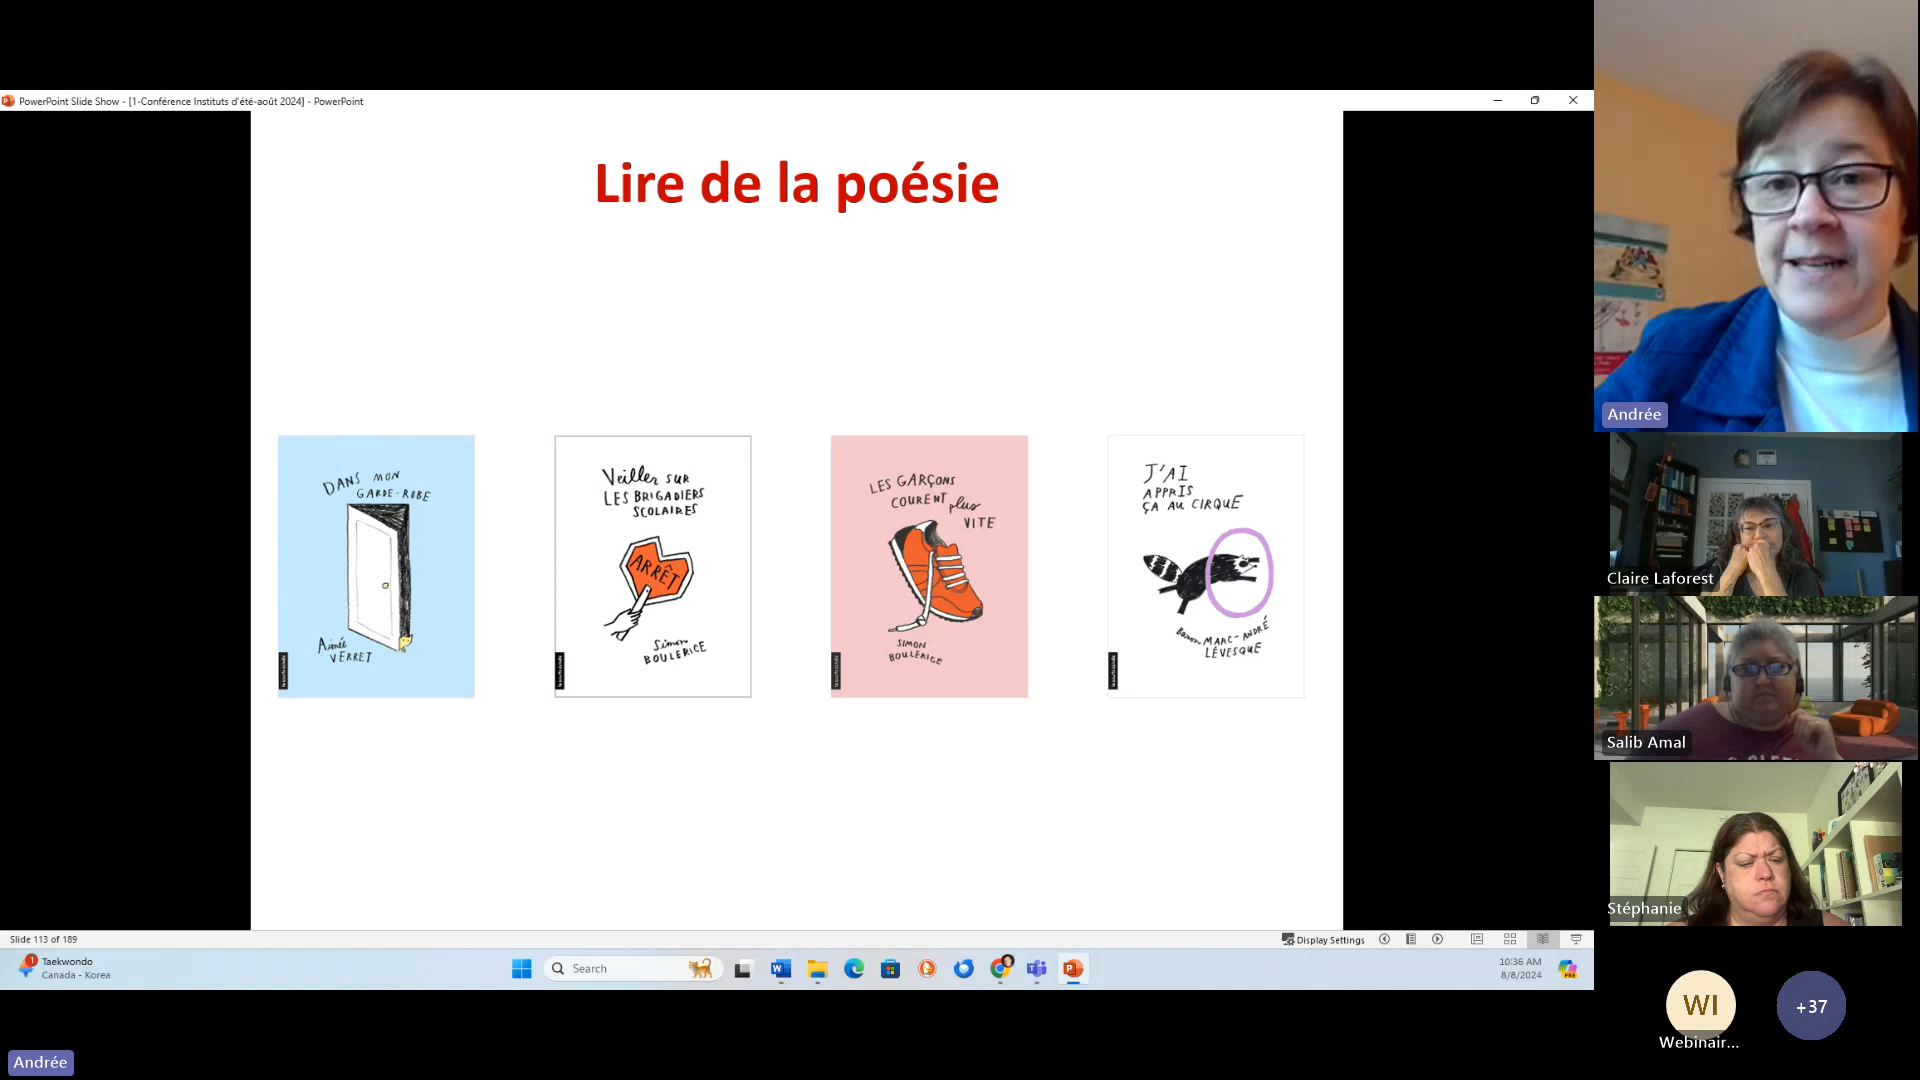 PowerPoint Slide Show - [1-Conférence Instituts d'été-août 2024] - PowerPoint
Lire de la poésie
DANS MON
GARDE-ROBE
Aimée
VERRET
Veiller SUR
LES BRIGADIERS
SCOLAIRES
ARRÊT
Simon
BOULERICE
LES GARÇONS
COURENT plus
VITE
SIMON
BOULERICE
J'AI
APPRIS
ÇA AU CIRQUE
Baron MARC-ANDRÉ
LÉVESQUE
Slide 113 of 189
Display Settings
1
Taekwondo
Canada - Korea
Search
10:36 AM
8/8/2024
PRE
Andrée
Claire Laforest
Salib Amal
Stéphanie
WI
Webinair...
+37
Andrée